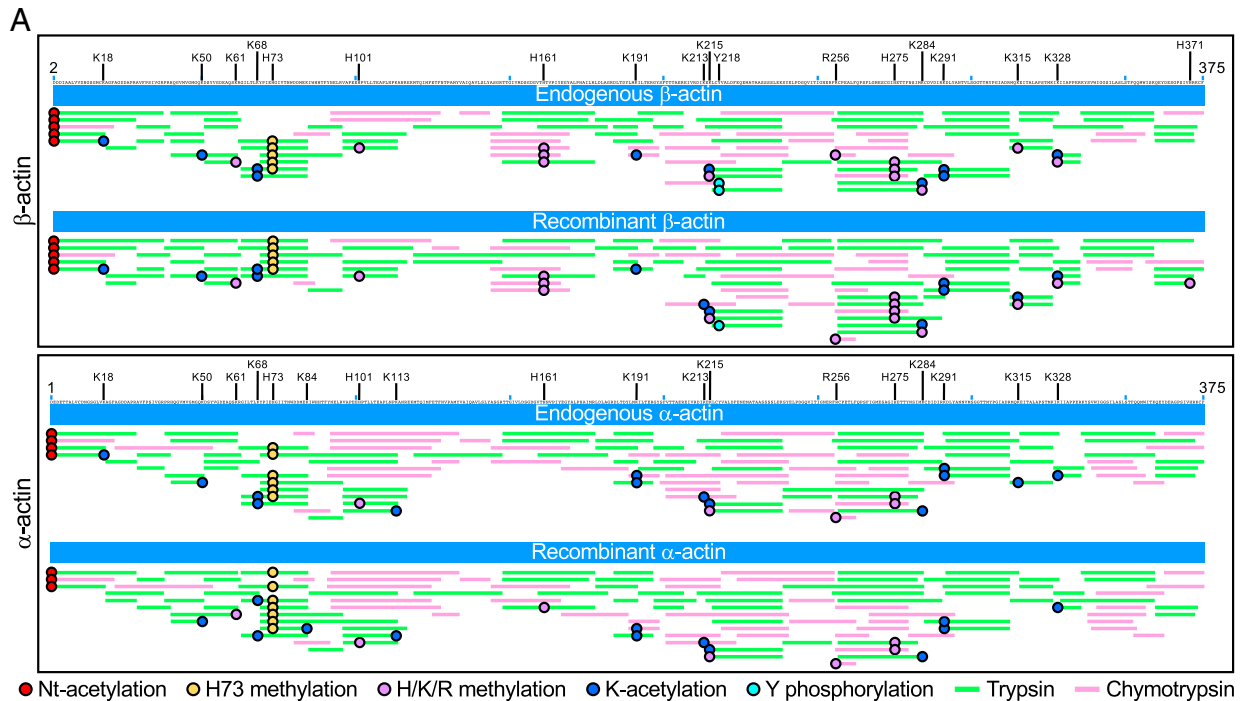 A
K68 K215 K284
K18 K50 K61 H73 H101 H161 K191 K213 Y218 R256 H275 K291 K315 K328 H371
2 375
Endogenous β-actin
β-actin
Recombinant β-actin
K68 K215 K284
K18 K50 K61 H73 K84 H101 K113 H161 K191 K213 R256 H275 K291 K315 K328
1 375
Endogenous α-actin
α-actin
Recombinant α-actin
Nt-acetylation H73 methylation H/K/R methylation K-acetylation Y phosphorylation Trypsin Chymotrypsin